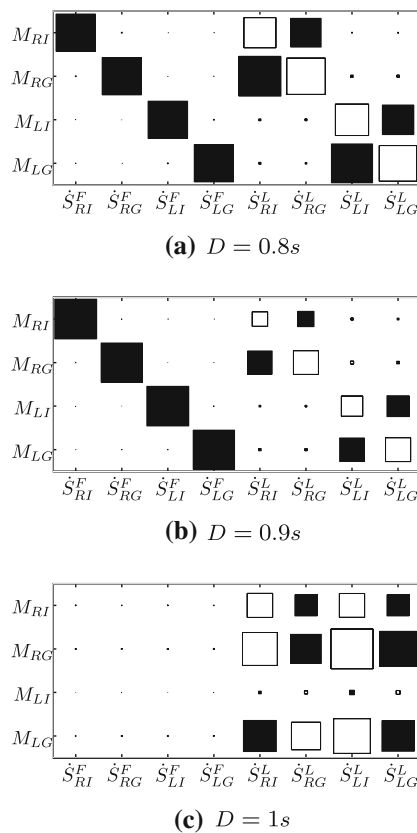 M_{RI}
M_{RG}
M_{LI}
M_{LG}
\dot{S}^F_{RI} \dot{S}^F_{RG} \dot{S}^F_{LI} \dot{S}^F_{LG} \dot{S}^L_{RI} \dot{S}^L_{RG} \dot{S}^L_{LI} \dot{S}^L_{LG}
(a) D = 0.8s
M_{RI}
M_{RG}
M_{LI}
M_{LG}
\dot{S}^F_{RI} \dot{S}^F_{RG} \dot{S}^F_{LI} \dot{S}^F_{LG} \dot{S}^L_{RI} \dot{S}^L_{RG} \dot{S}^L_{LI} \dot{S}^L_{LG}
(b) D = 0.9s
M_{RI}
M_{RG}
M_{LI}
M_{LG}
\dot{S}^F_{RI} \dot{S}^F_{RG} \dot{S}^F_{LI} \dot{S}^F_{LG} \dot{S}^L_{RI} \dot{S}^L_{RG} \dot{S}^L_{LI} \dot{S}^L_{LG}
(c) D = 1s